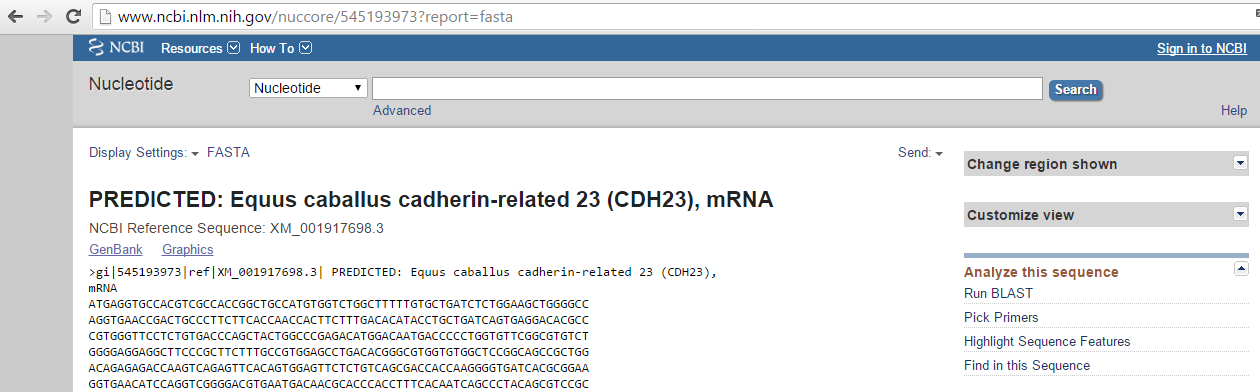 www.ncbi.nlm.nih.gov/nuccore/545193973?report=fasta
NCBI Resources How To Sign in to NCBI
Nucleotide Nucleotide Search
Advanced Help
Display Settings: FASTA Send:
Change region shown
PREDICTED: Equus caballus cadherin-related 23 (CDH23), mRNA
NCBI Reference Sequence: XM_001917698.3
Customize view
GenBank Graphics
>gi|545193973|ref|XM_001917698.3| PREDICTED: Equus caballus cadherin-related 23 (CDH23),
mRNA
ATGAGGTGCCACGTCGCCACCGGCTGCCATGTGGTCTGGCTTTTTGTGCTGATCTCTGGAAGCTGGGGCC
AGGTGAACCGACTGCCCTTCTTCACCAACCACTTCTTTGACACATACCTGCTGATCAGTGAGGACACGCC
CGTGGGTTCCTCTGTGACCCAGCTACTGGCCCGAGACATGGACAATGACCCCCTGGTGTTCGGCGTGTCT
GGGGAGGAGGCTTCCCGCTTCTTTGCCGTGGAGCCTGACACGGGCGTGGTGTGGCTCCGGCAGCCGCTGG
ACAGAGAGACCAAGTCAGAGTTCACAGTGGAGTTCTCTGTCAGCGACCACCAAGGGGTGATCACGCGGAA
GGTGAACATCCAGGTCGGGGACGTGAATGACAACGCACCCACCTTTCACAATCAGCCCTACAGCGTCCGC
Analyze this sequence
Run BLAST
Pick Primers
Highlight Sequence Features
Find in this Sequence